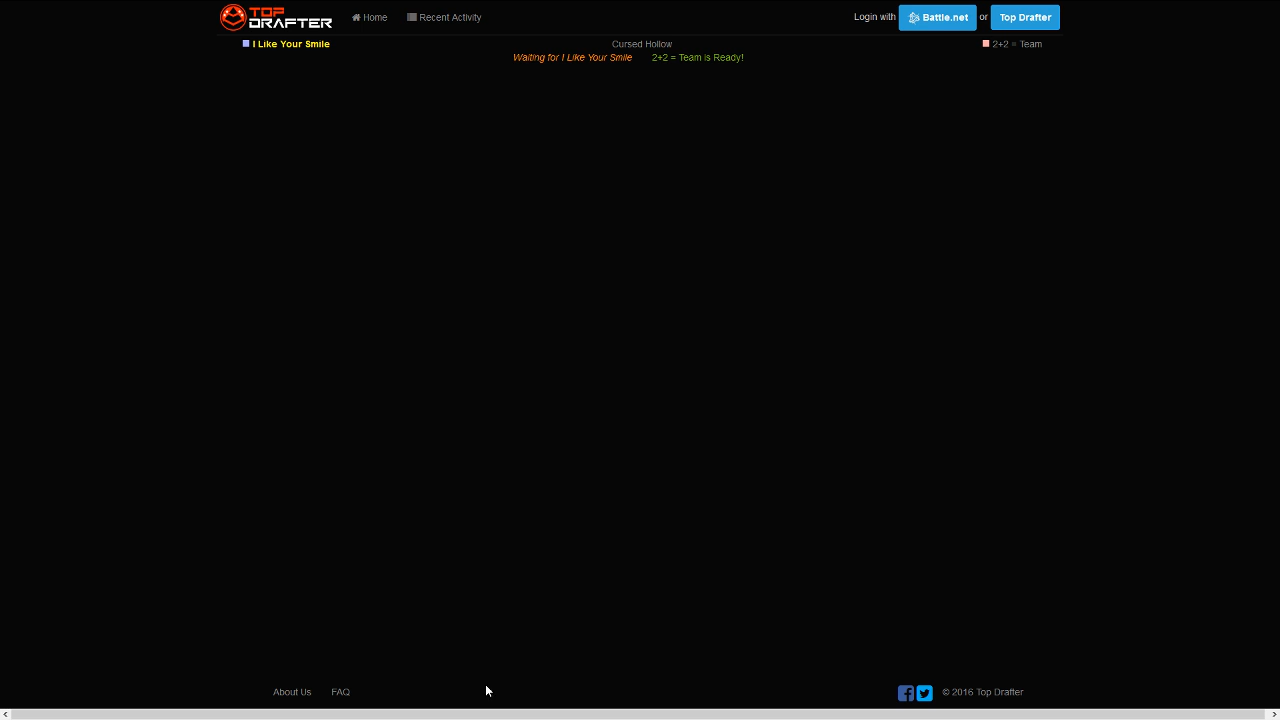 TOP DRAFTER Home Recent Activity Login with Battle.net or Top Drafter
I Like Your Smile Cursed Hollow 2+2 = Team
Waiting for I Like Your Smile 2+2 = Team is Ready!
About Us FAQ © 2016 Top Drafter